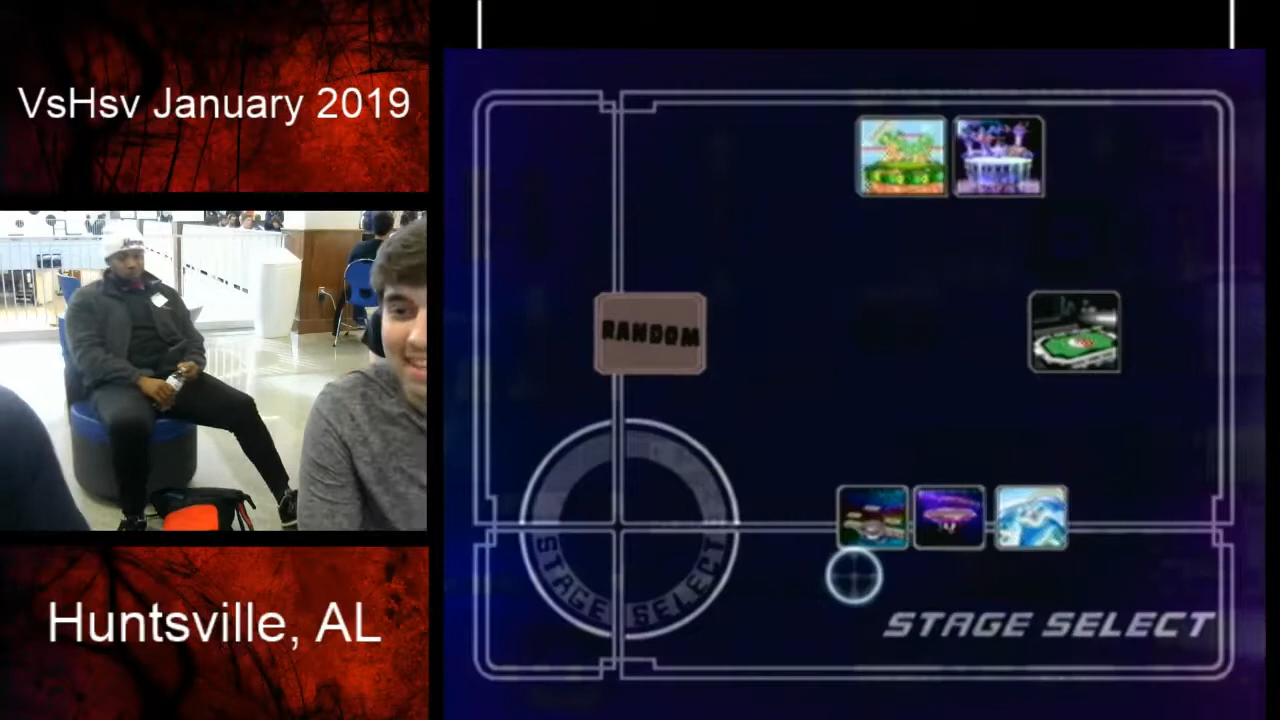 VsHsv January 2019
RANDOM
STAGE SELECT
STAGE SELECT
Huntsville, AL